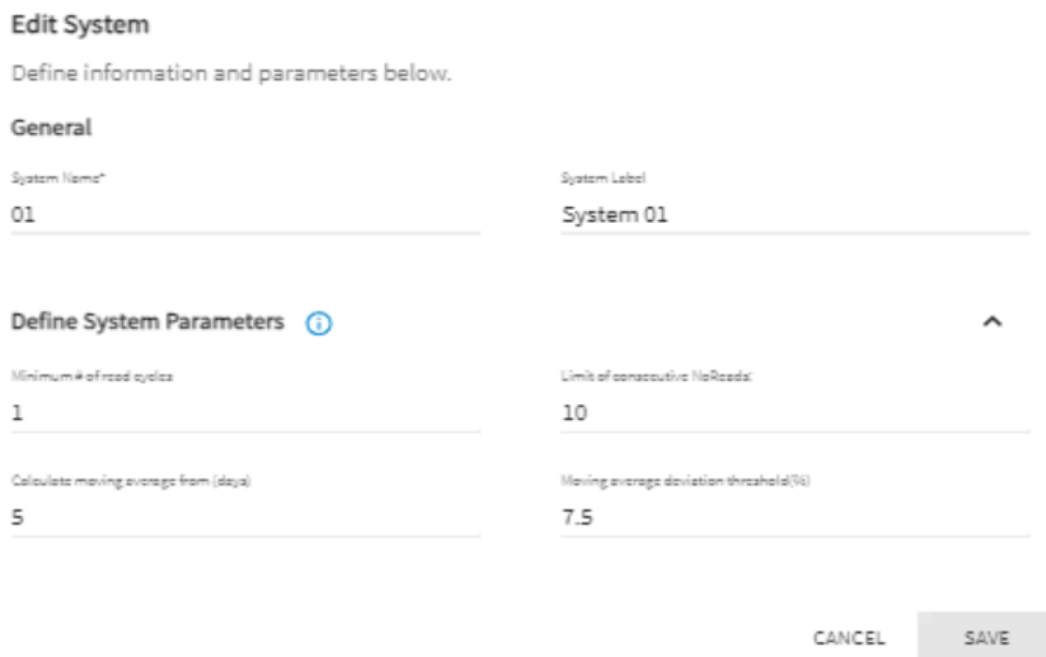 Edit System
Define information and parameters below.
General
System Name*
System Label
01
System 01
Define System Parameters
Minimum # of read cycles
Limit of consecutive NoReads:
1
10
Calculate moving average from (days)
Moving average deviation threshold(%)
5
7.5
CANCEL
SAVE